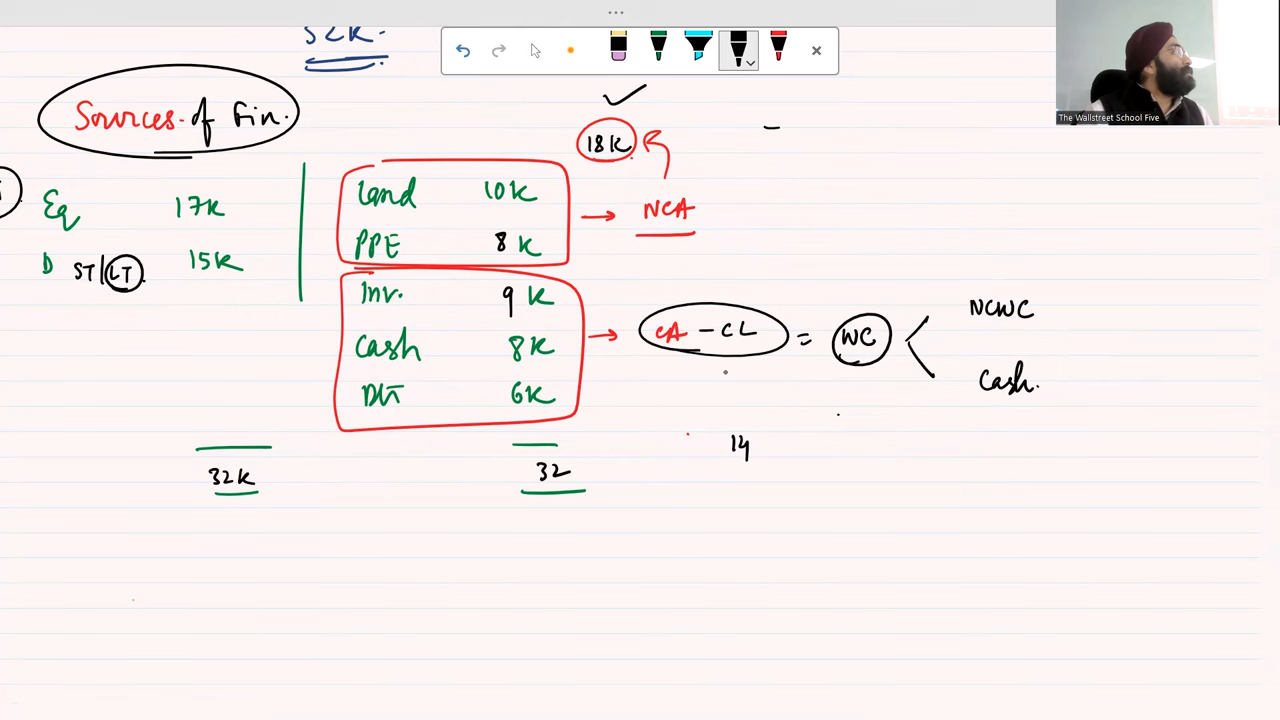 52K.
Sources of Fin.
18K
Eq 17K
D ST/LT 15K
Land 10K
PPE 8K
NCA
Inv. 9K
Cash 8K
6K
CA - CL = WC
NCWC
Cash.
14
32K
32
The Wallstreet School Five